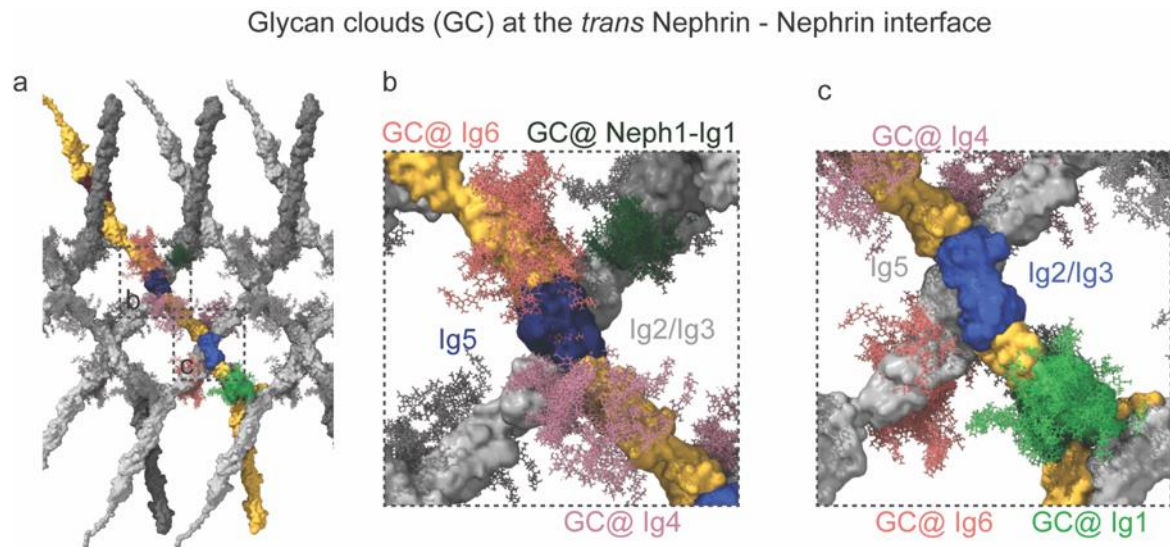 Glycan clouds (GC) at the trans Nephrin - Nephrin interface
a
b
c
b
GC@ Ig6
GC@ Neph1-Ig1
Ig5
Ig2/Ig3
GC@ Ig4
c
GC@ Ig4
Ig5
Ig2/Ig3
GC@ Ig6
GC@ Ig1